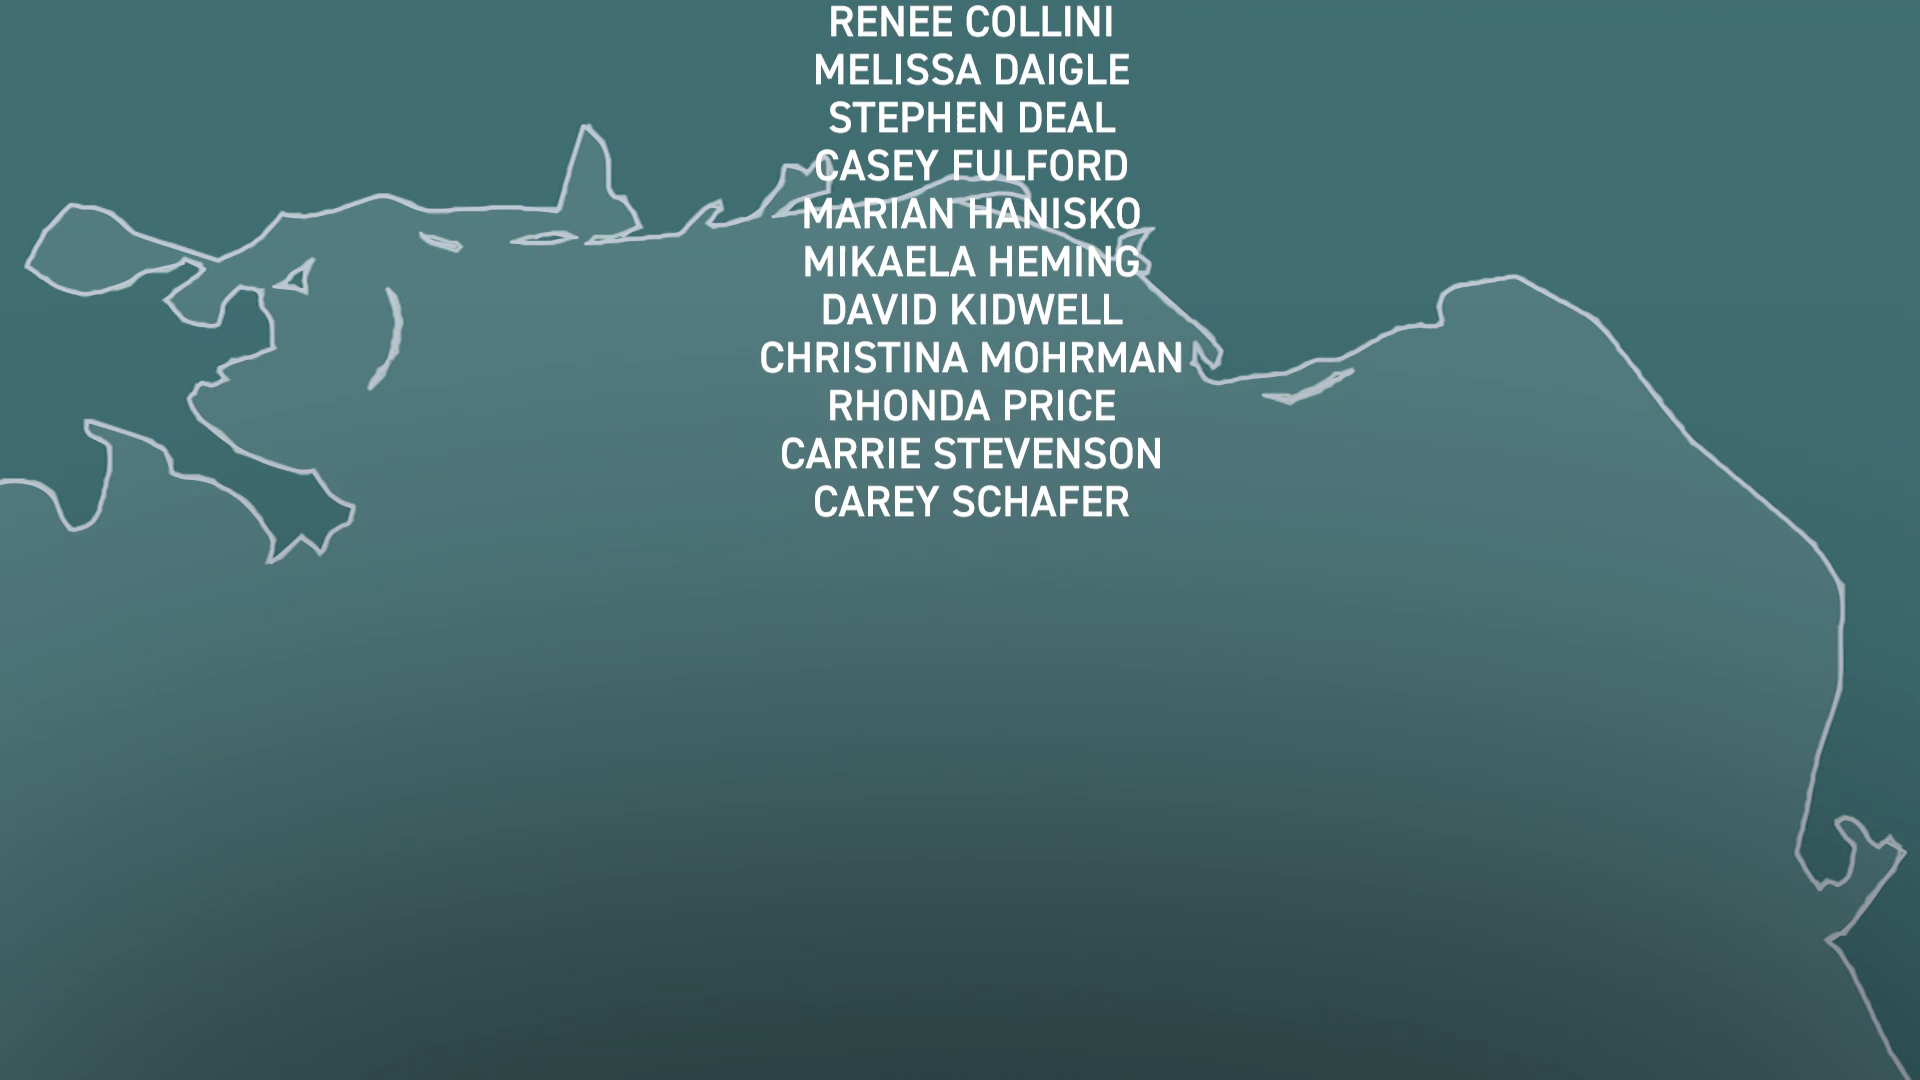 RENEE COLLINI
MELISSA DAIGLE
STEPHEN DEAL
CASEY FULFORD
MARIAN HANISKO
MIKAELA HEMING
DAVID KIDWELL
CHRISTINA MOHRMAN
RHONDA PRICE
CARRIE STEVENSON
CAREY SCHAFER